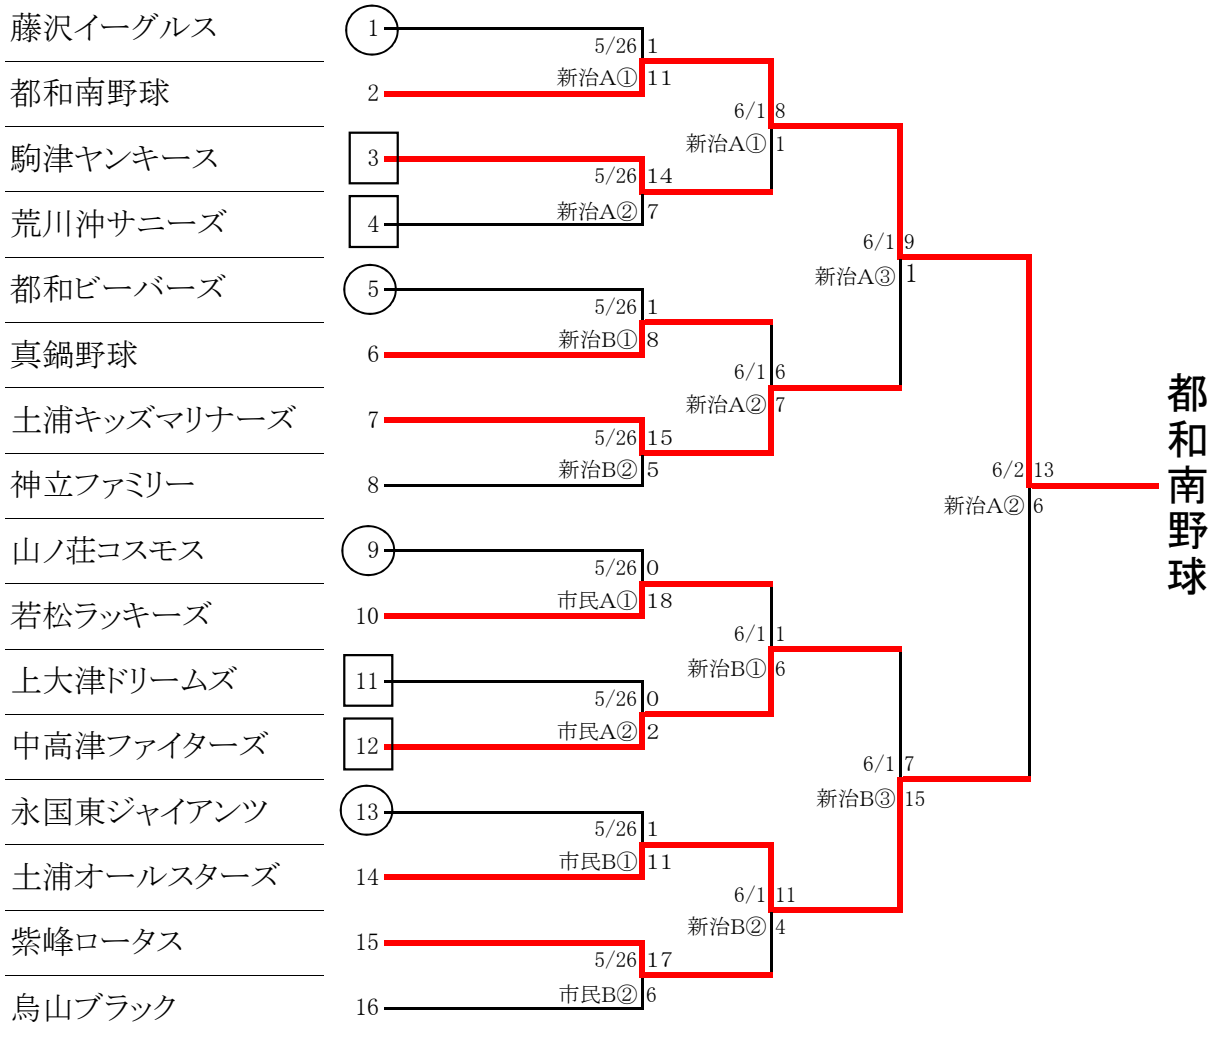 藤沢イーグルス
都和南野球
駒津ヤンキース
荒川沖サニーズ
都和ビーバーズ
真鍋野球
土浦キッズマリナーズ
神立ファミリー
山ノ荘コスモス
若松ラッキーズ
上大津ドリームズ
中高津ファイターズ
永国東ジャイアンツ
土浦オールスターズ
紫峰ロータス
烏山ブラック
1
2
3
4
5
6
7
8
9
10
11
12
13
14
15
16
5/26 1
新治A① 11
5/26 14
新治A② 7
5/26 1
新治B① 8
5/26 15
新治B② 5
5/26 0
市民A① 18
5/26 0
市民A② 2
5/26 1
市民B① 11
5/26 17
市民B② 6
6/1 8
新治A① 1
6/1 6
新治A② 7
6/1 1
新治B① 6
6/1 11
新治B② 4
6/1 9
新治A③ 1
6/1 7
新治B③ 15
6/2 13
新治A② 6
都和南野球